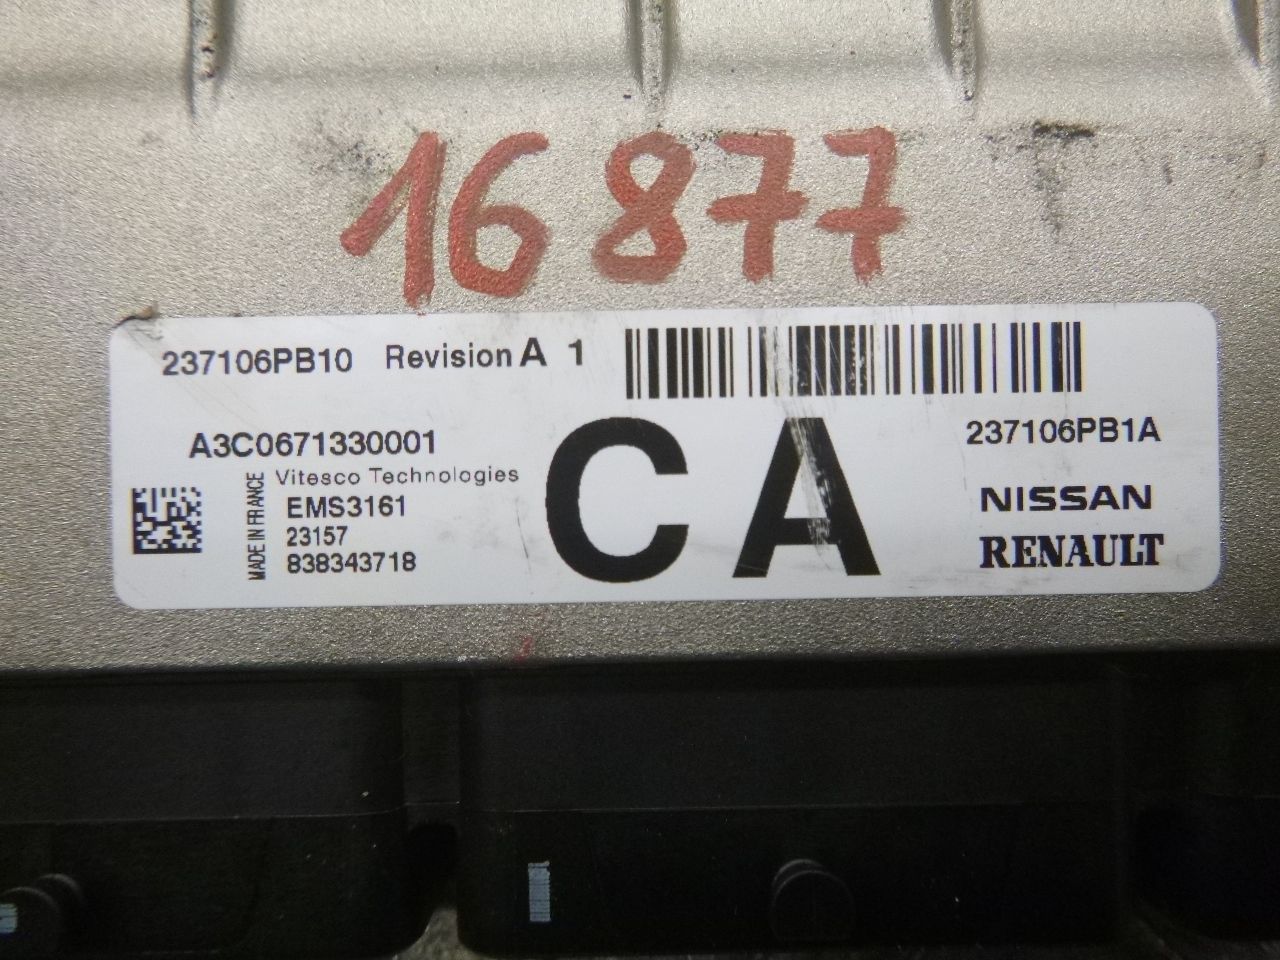 16877
237106PB10 Revision A 1
A3C0671330001
237106PB1A
Vitesco Technologies
MADE IN FRANCE
EMS3161
23157
838343718
CA
NISSAN
RENAULT